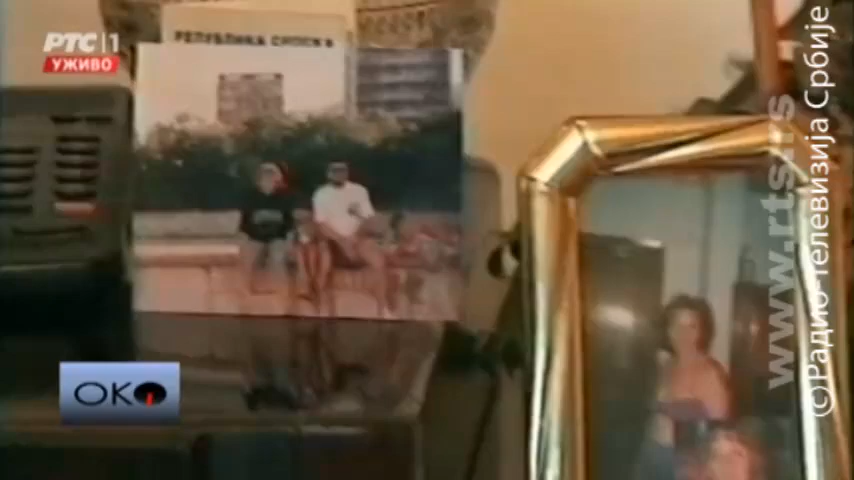 РТС 1
УЖИВО
РЕПУБЛИКА СРПСКА
ОКО
www.rts.rs
(С)Радио-телевизија Србије